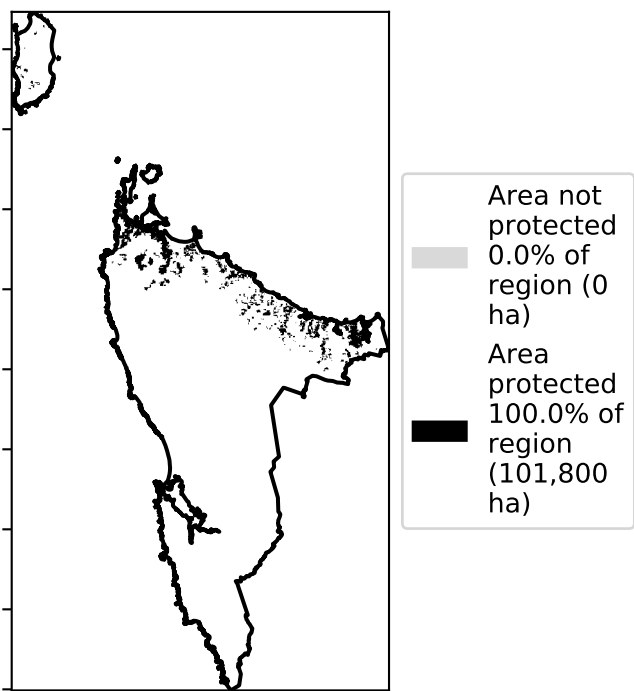 Area not
protected
0.0% of
region (0
ha)
Area
protected
100.0% of
region
(101,800
ha)